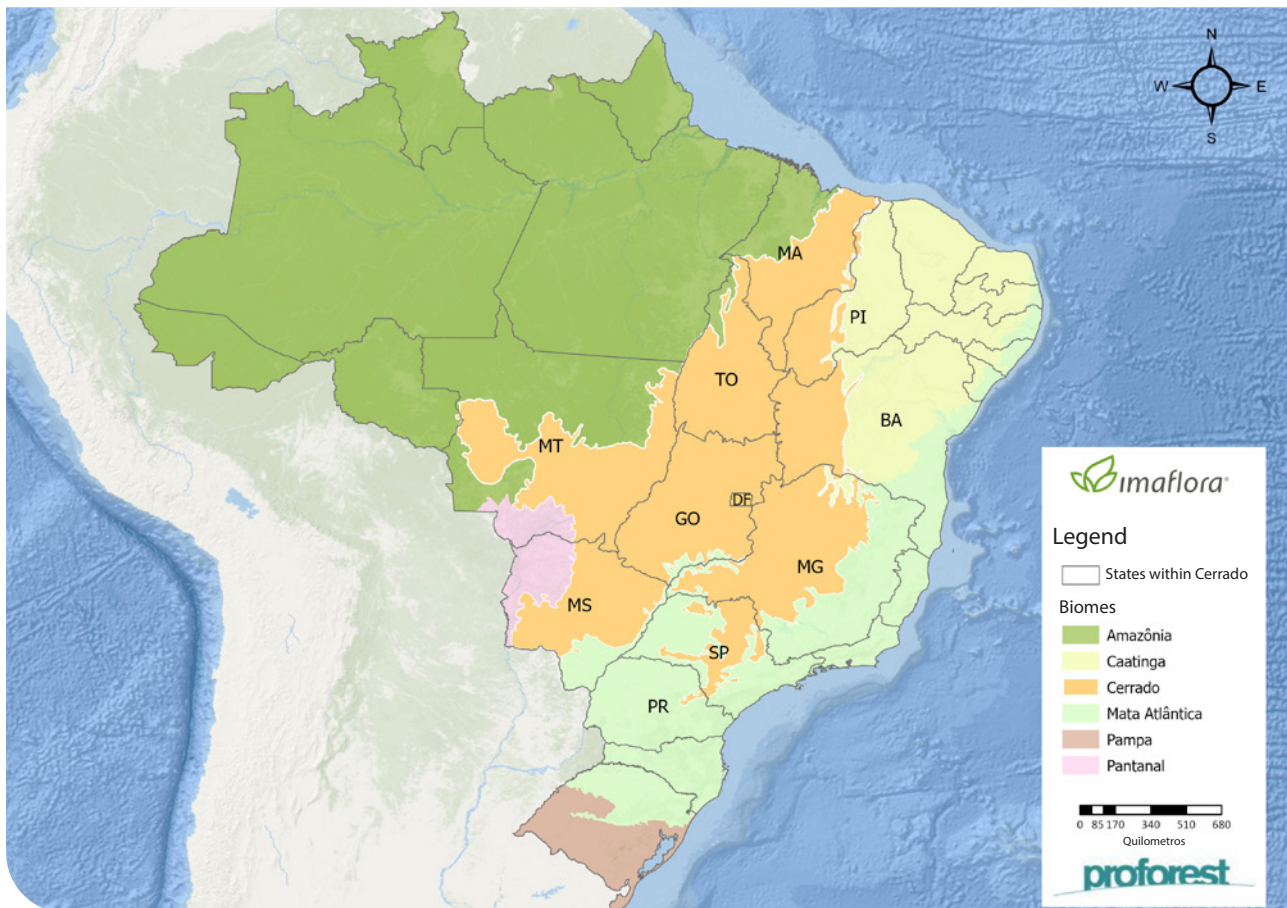 N
W E
S
MA
PI
TO
BA
MT
DF
GO
MG
MS
SP
PR
imaflora®
Legend
States within Cerrado
Biomes
Amazônia
Caatinga
Cerrado
Mata Atlântica
Pampa
Pantanal
0 85 170 340 510 680
Quilometros
proforest